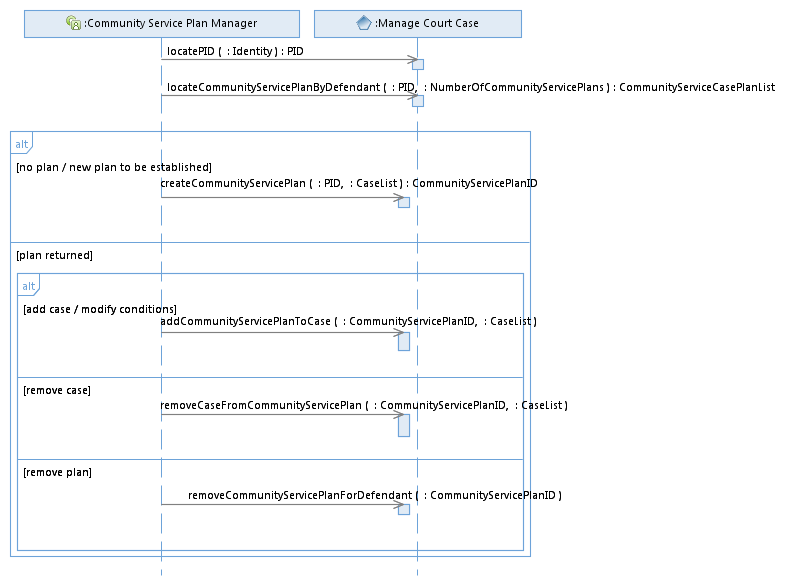 :Community Service Plan Manager
:Manage Court Case
locatePID ( : Identity ) : PID
locateCommunityServicePlanByDefendant ( : PID, : NumberOfCommunityServicePlans ) : CommunityServiceCasePlanList
alt
[no plan / new plan to be established]
createCommunityServicePlan ( : PID, : CaseList ) : CommunityServicePlanID
[plan returned]
alt
[add case / modify conditions]
addCommunityServicePlanToCase ( : CommunityServicePlanID, : CaseList )
[remove case]
removeCaseFromCommunityServicePlan ( : CommunityServicePlanID, : CaseList )
[remove plan]
removeCommunityServicePlanForDefendant ( : CommunityServicePlanID )